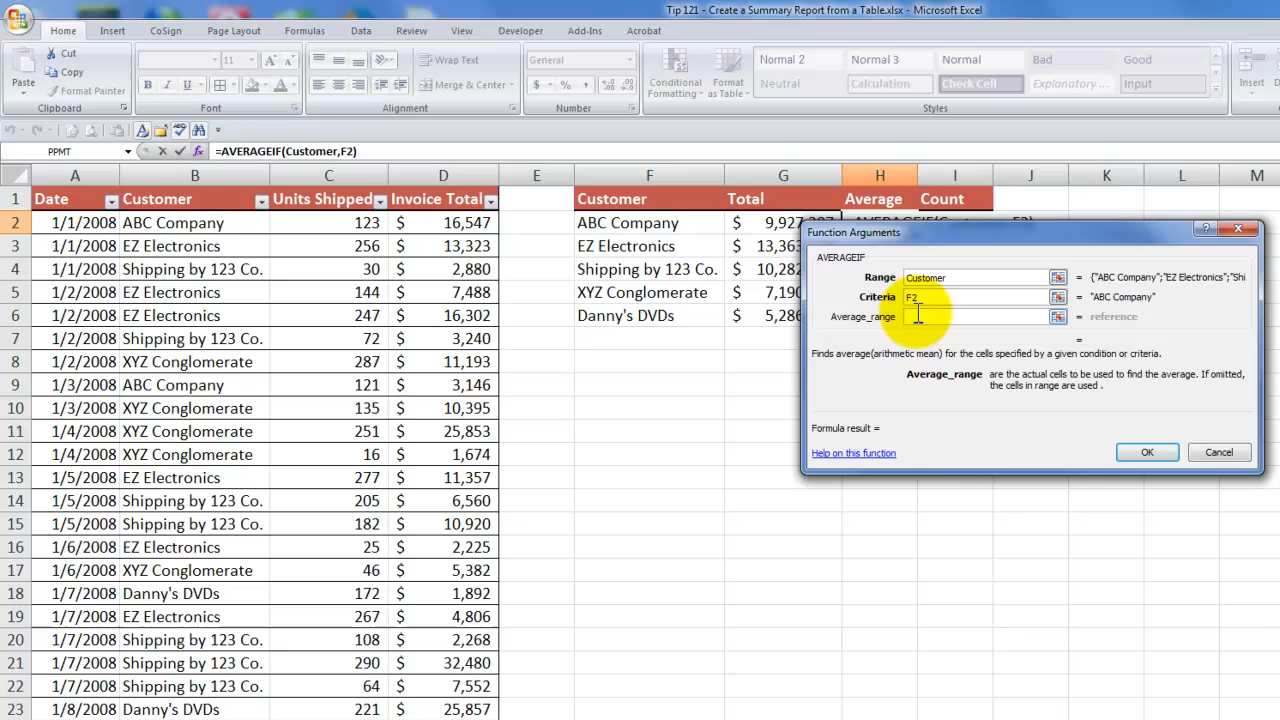 Tip 121 - Create a Summary Report from a Table.xlsx - Microsoft Excel
Home Insert CoSign Page Layout Formulas Data Review View Developer Add-Ins Acrobat
Cut Copy Format Painter Paste
11 A A B I U A
Wrap Text Merge & Center
General $ % ,
Conditional Formatting Format as Table
Normal 2 Normal 3 Normal Bad Good
Neutral Calculation Check Cell Explanatory ... Input
Insert
Clipboard Font Alignment Number Styles
PPMT fx =AVERAGEIF(Customer,F2)
A B C D E F G H I J K L M
1 Date Customer Units Shipped Invoice Total Customer Total Average Count
2 1/1/2008 ABC Company 123 $ 16,547 ABC Company $
3 1/1/2008 EZ Electronics 256 $ 13,323 EZ Electronics $ 13,363
4 1/1/2008 Shipping by 123 Co. 30 $ 2,880 Shipping by 123 Co. $ 10,282
5 1/2/2008 EZ Electronics 144 $ 7,488 XYZ Conglomerate $ 7,190
6 1/2/2008 EZ Electronics 247 $ 16,302 Danny's DVDs $ 5,286
7 1/2/2008 Shipping by 123 Co. 72 $ 3,240
8 1/2/2008 XYZ Conglomerate 287 $ 11,193
9 1/3/2008 ABC Company 121 $ 3,146
10 1/3/2008 XYZ Conglomerate 135 $ 10,395
11 1/4/2008 XYZ Conglomerate 251 $ 25,853
12 1/4/2008 XYZ Conglomerate 16 $ 1,674
13 1/5/2008 EZ Electronics 277 $ 11,357
14 1/5/2008 Shipping by 123 Co. 205 $ 6,560
15 1/5/2008 Shipping by 123 Co. 182 $ 10,920
16 1/6/2008 EZ Electronics 25 $ 2,225
17 1/6/2008 XYZ Conglomerate 46 $ 5,382
18 1/7/2008 Danny's DVDs 172 $ 1,892
19 1/7/2008 EZ Electronics 267 $ 4,806
20 1/7/2008 Shipping by 123 Co. 108 $ 2,268
21 1/7/2008 Shipping by 123 Co. 290 $ 32,480
22 1/7/2008 Shipping by 123 Co. 64 $ 7,552
23 1/8/2008 Danny's DVDs 221 $ 25,857
Function Arguments
AVERAGEIF
Range Customer = {"ABC Company";"EZ Electronics";"Shi
Criteria F2 = "ABC Company"
Average_range = reference
=
Finds average(arithmetic mean) for the cells specified by a given condition or criteria.
Average_range are the actual cells to be used to find the average. If omitted,
the cells in range are used .
Formula result =
Help on this function OK Cancel